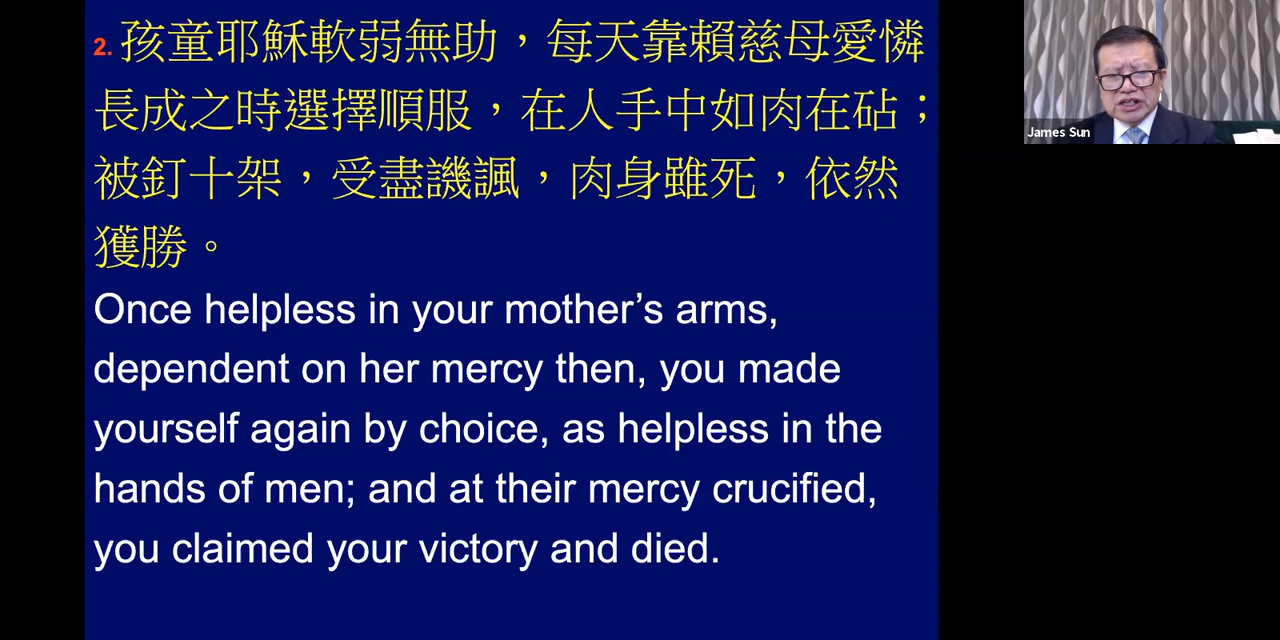 2. 孩童耶穌軟弱無助，每天靠賴慈母愛憐
長成之時選擇順服，在人手中如肉在砧；
被釘十架，受盡譏諷，肉身雖死，依然
獲勝。
Once helpless in your mother’s arms,
dependent on her mercy then, you made
yourself again by choice, as helpless in the
hands of men; and at their mercy crucified,
you claimed your victory and died.
James Sun